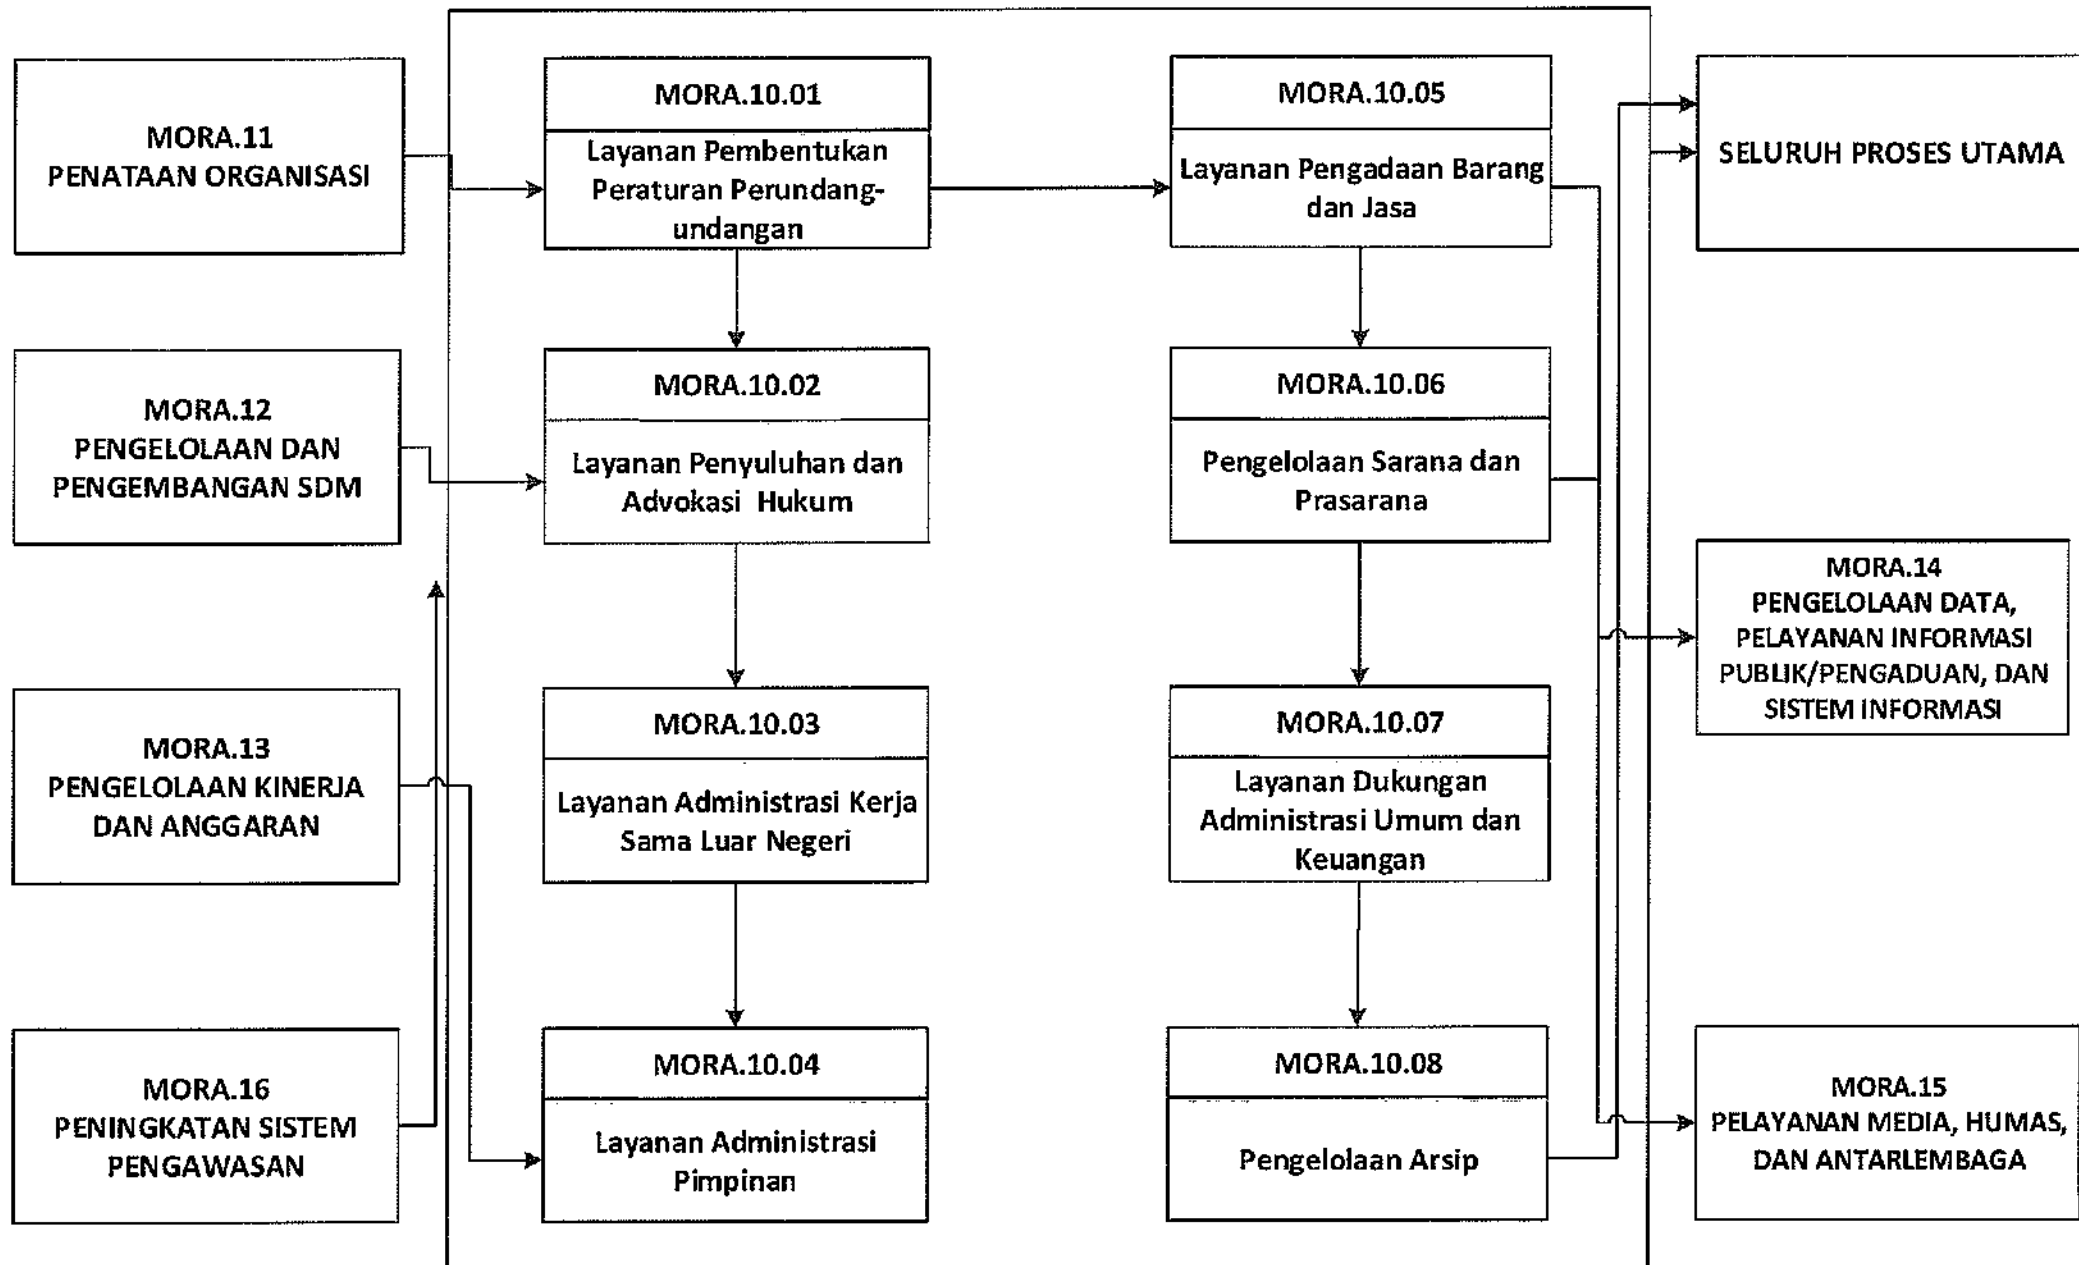 MORA.11
PENATAAN ORGANISASI
MORA.12
PENGELOLAAN DAN
PENGEMBANGAN SDM
MORA.13
PENGELOLAAN KINERJA
DAN ANGGARAN
MORA.16
PENINGKATAN SISTEM
PENGAWASAN
MORA.10.01
Layanan Pembentukan
Peraturan Perundang-
undangan
MORA.10.02
Layanan Penyuluhan dan
Advokasi Hukum
MORA.10.03
Layanan Administrasi Kerja
Sama Luar Negeri
MORA.10.04
Layanan Administrasi
Pimpinan
MORA.10.05
Layanan Pengadaan Barang
dan Jasa
MORA.10.06
Pengelolaan Sarana dan
Prasarana
MORA.10.07
Layanan Dukungan
Administrasi Umum dan
Keuangan
MORA.10.08
Pengelolaan Arsip
SELURUH PROSES UTAMA
MORA.14
PENGELOLAAN DATA,
PELAYANAN INFORMASI
PUBLIK/PENGADUAN, DAN
SISTEM INFORMASI
MORA.15
PELAYANAN MEDIA, HUMAS,
DAN ANTARLEMBAGA